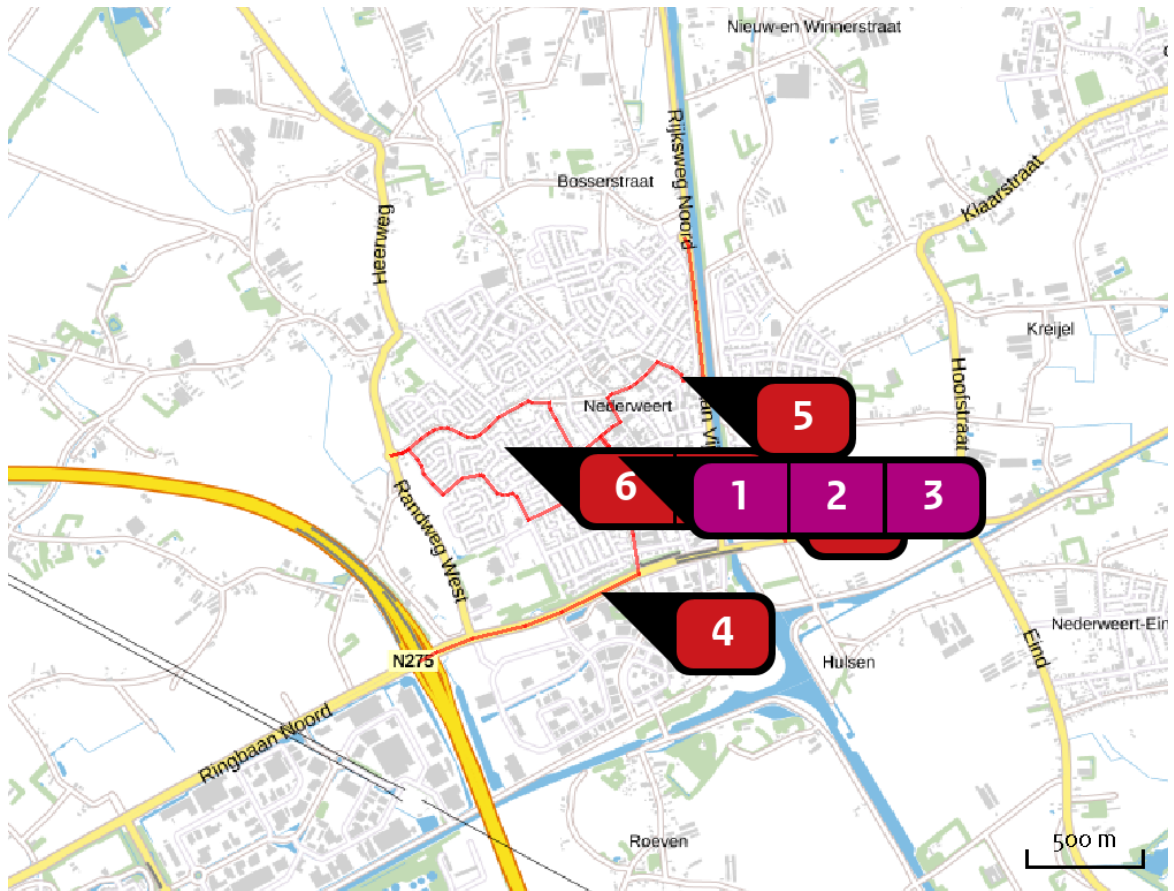 Nieuw-en Winnerstraat
Rijksweg Noord
Bosserstraat
Klaarstraat
Heerweg
Kreijel
Hoofstraat
Nederweert
5
6
1
2
3
Randweg West
4
Nederweert-Ein
Hulsen
Eind
N275
Ringbaan Noord
Roeven
500 m